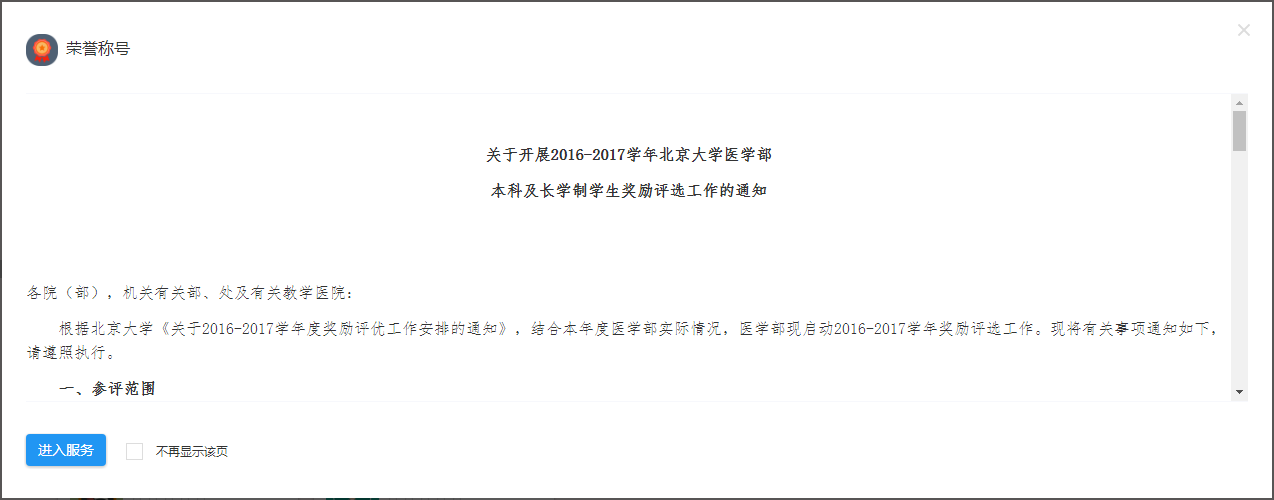 荣誉称号
关于开展2016-2017学年北京大学医学部
本科及长学制学生奖励评选工作的通知
各院（部），机关有关部、处及有关教学医院：
根据北京大学《关于2016-2017学年度奖励评优工作安排的通知》，结合本年度医学部实际情况，医学部现启动2016-2017学年奖励评选工作。现将有关事项通知如下，
请遵照执行。
一、参评范围
进入服务 不再显示该页